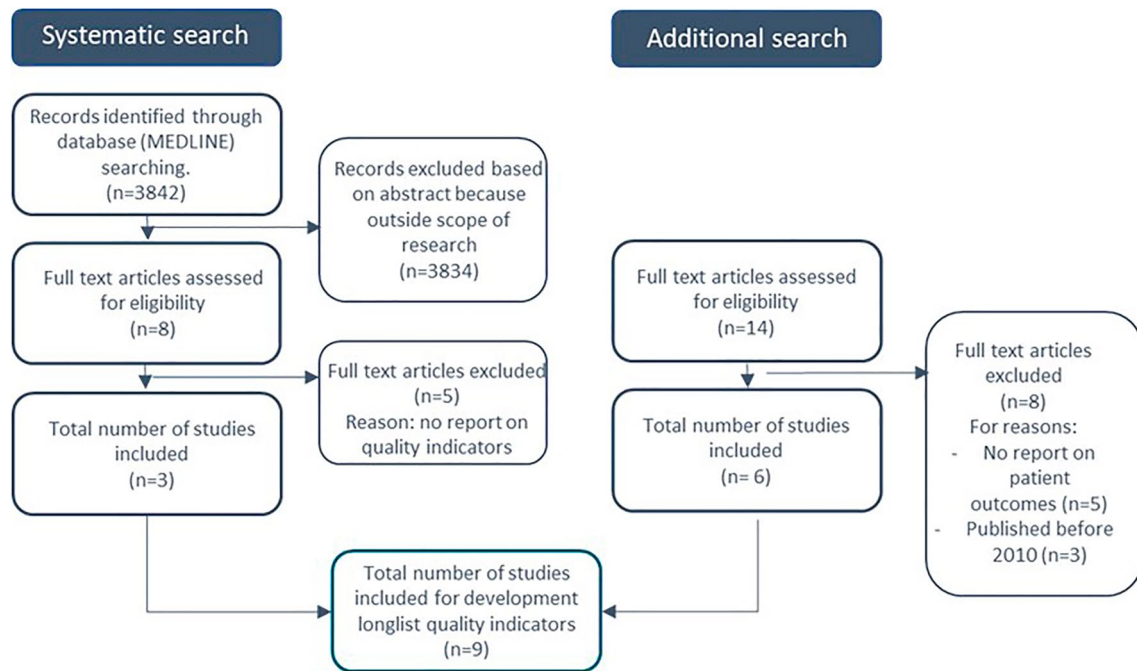 Systematic search
Records identified through
database (MEDLINE)
searching.
(n=3842)
Records excluded based
on abstract because
outside scope of
research
(n=3834)
Full text articles assessed
for eligibility
(n=8)
Full text articles excluded
(n=5)
Reason: no report on
quality indicators
Total number of studies
included
(n=3)
Additional search
Full text articles assessed
for eligibility
(n=14)
Full text articles
excluded
(n=8)
For reasons:
- No report on
patient
outcomes (n=5)
- Published before
2010 (n=3)
Total number of studies
included
(n= 6)
Total number of studies
included for development
longlist quality indicators
(n=9)